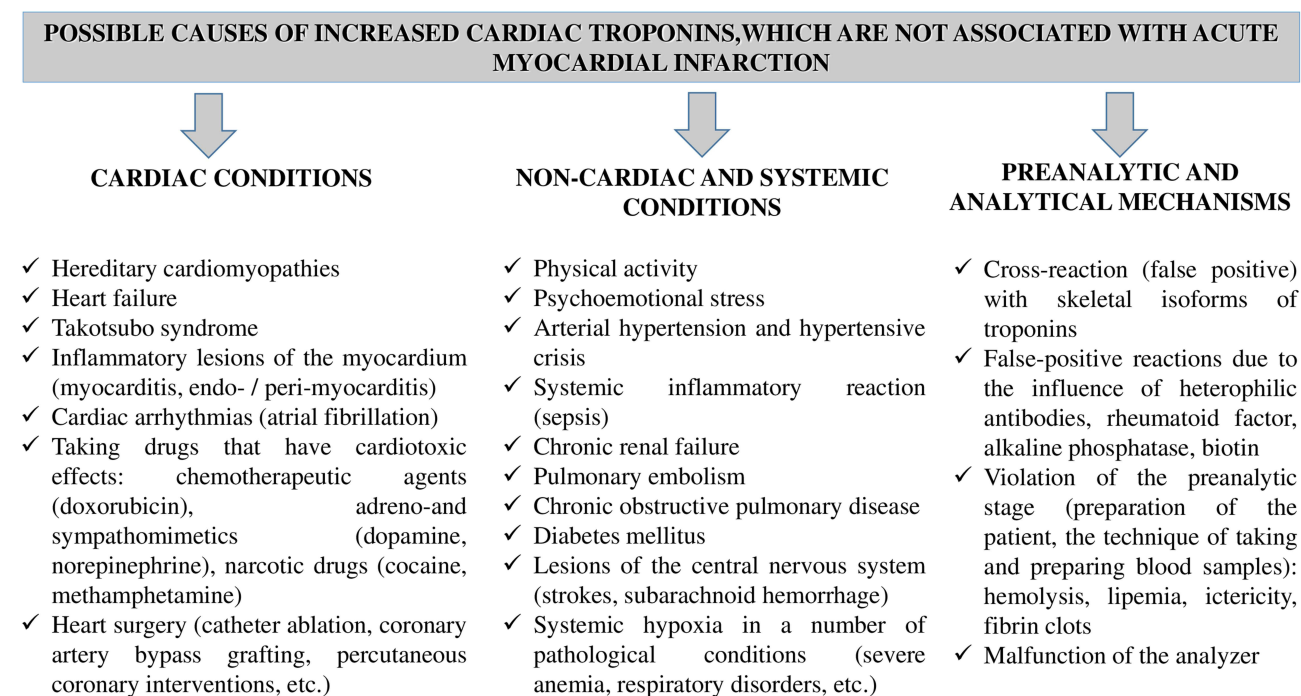 POSSIBLE CAUSES OF INCREASED CARDIAC TROPONINS,WHICH ARE NOT ASSOCIATED WITH ACUTE
MYOCARDIAL INFARCTION
CARDIAC CONDITIONS
✓ Hereditary cardiomyopathies
✓ Heart failure
✓ Takotsubo syndrome
✓ Inflammatory lesions of the myocardium
(myocarditis, endo- / peri-myocarditis)
✓ Cardiac arrhythmias (atrial fibrillation)
✓ Taking drugs that have cardiotoxic
effects: chemotherapeutic agents
(doxorubicin), adreno-and
sympathomimetics (dopamine,
norepinephrine), narcotic drugs (cocaine,
methamphetamine)
✓ Heart surgery (catheter ablation, coronary
artery bypass grafting, percutaneous
coronary interventions, etc.)
NON-CARDIAC AND SYSTEMIC
CONDITIONS
✓ Physical activity
✓ Psychoemotional stress
✓ Arterial hypertension and hypertensive
crisis
✓ Systemic inflammatory reaction
(sepsis)
✓ Chronic renal failure
✓ Pulmonary embolism
✓ Chronic obstructive pulmonary disease
✓ Diabetes mellitus
✓ Lesions of the central nervous system
(strokes, subarachnoid hemorrhage)
✓ Systemic hypoxia in a number of
pathological conditions (severe
anemia, respiratory disorders, etc.)
PREANALYTIC AND
ANALYTICAL MECHANISMS
✓ Cross-reaction (false positive)
with skeletal isoforms of
troponins
✓ False-positive reactions due to
the influence of heterophilic
antibodies, rheumatoid factor,
alkaline phosphatase, biotin
✓ Violation of the preanalytic
stage (preparation of the
patient, the technique of taking
and preparing blood samples):
hemolysis, lipemia, ictericity,
fibrin clots
✓ Malfunction of the analyzer